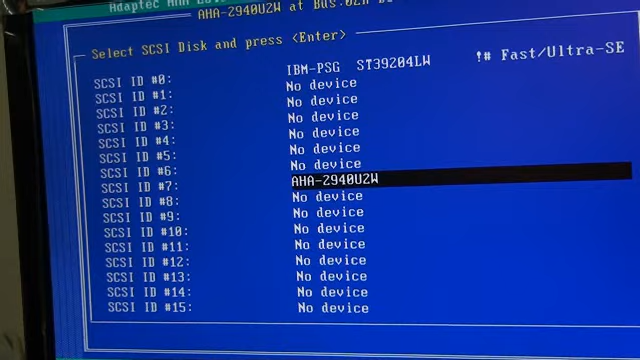 Adaptec AHA
AHA-2940U2W at Bus:02h
Select SCSI Disk and press <Enter>
SCSI ID #0: IBM-PSG ST39204LW !# Fast/Ultra-SE
SCSI ID #1: No device
SCSI ID #2: No device
SCSI ID #3: No device
SCSI ID #4: No device
SCSI ID #5: No device
SCSI ID #6: No device
SCSI ID #7: AHA-2940U2W
SCSI ID #8: No device
SCSI ID #9: No device
SCSI ID #10: No device
SCSI ID #11: No device
SCSI ID #12: No device
SCSI ID #13: No device
SCSI ID #14: No device
SCSI ID #15: No device